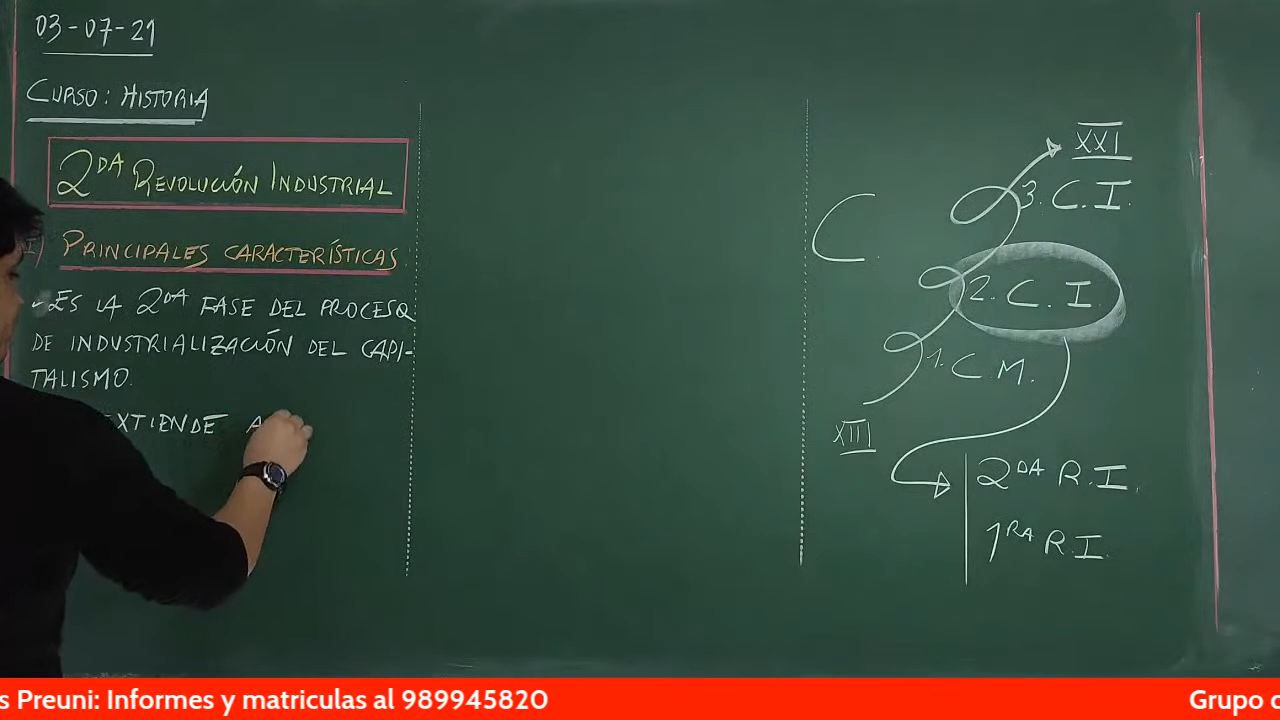 03-07-21
CURSO: HISTORIA
2DA REVOLUCIÓN INDUSTRIAL
I) PRINCIPALES CARACTERÍSTICAS
- ES LA 2DA FASE DEL PROCESO
DE INDUSTRIALIZACIÓN DEL CAPI-
TALISMO.
EXTIENDE A
C.
XXI
3. C. I.
2. C. I.
1. C. M.
XIII
2DA R. I.
1RA R. I.
s Preuni: Informes y matriculas al 989945820
Grupo